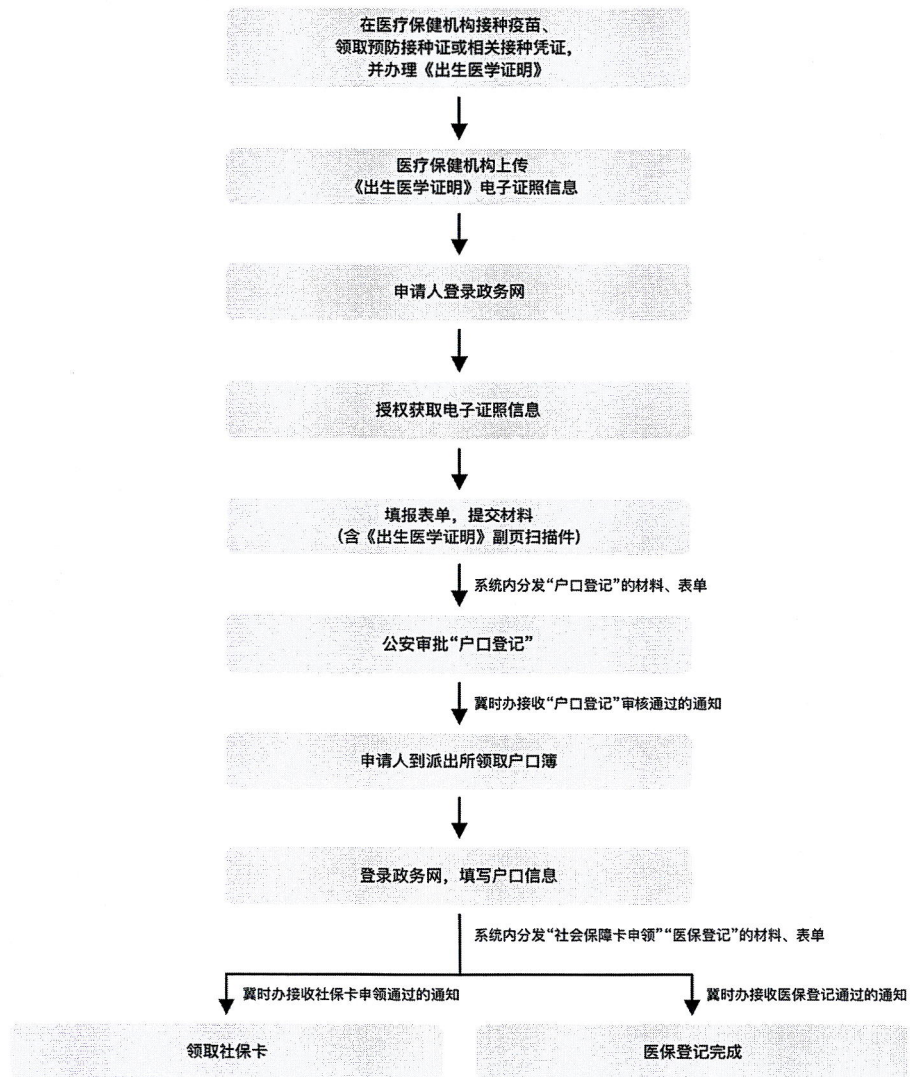 在医疗保健机构接种疫苗、
领取预防接种证或相关接种凭证，
并办理《出生医学证明》
医疗保健机构上传
《出生医学证明》电子证照信息
申请人登录政务网
授权获取电子证照信息
填报表单，提交材料
(含《出生医学证明》副页扫描件)
系统内分发“户口登记”的材料、表单
公安审批“户口登记”
冀时办接收“户口登记”审核通过的通知
申请人到派出所领取户口簿
登录政务网，填写户口信息
系统内分发“社会保障卡申领”“医保登记”的材料、表单
冀时办接收社保卡申领通过的通知
冀时办接收医保登记通过的通知
领取社保卡
医保登记完成